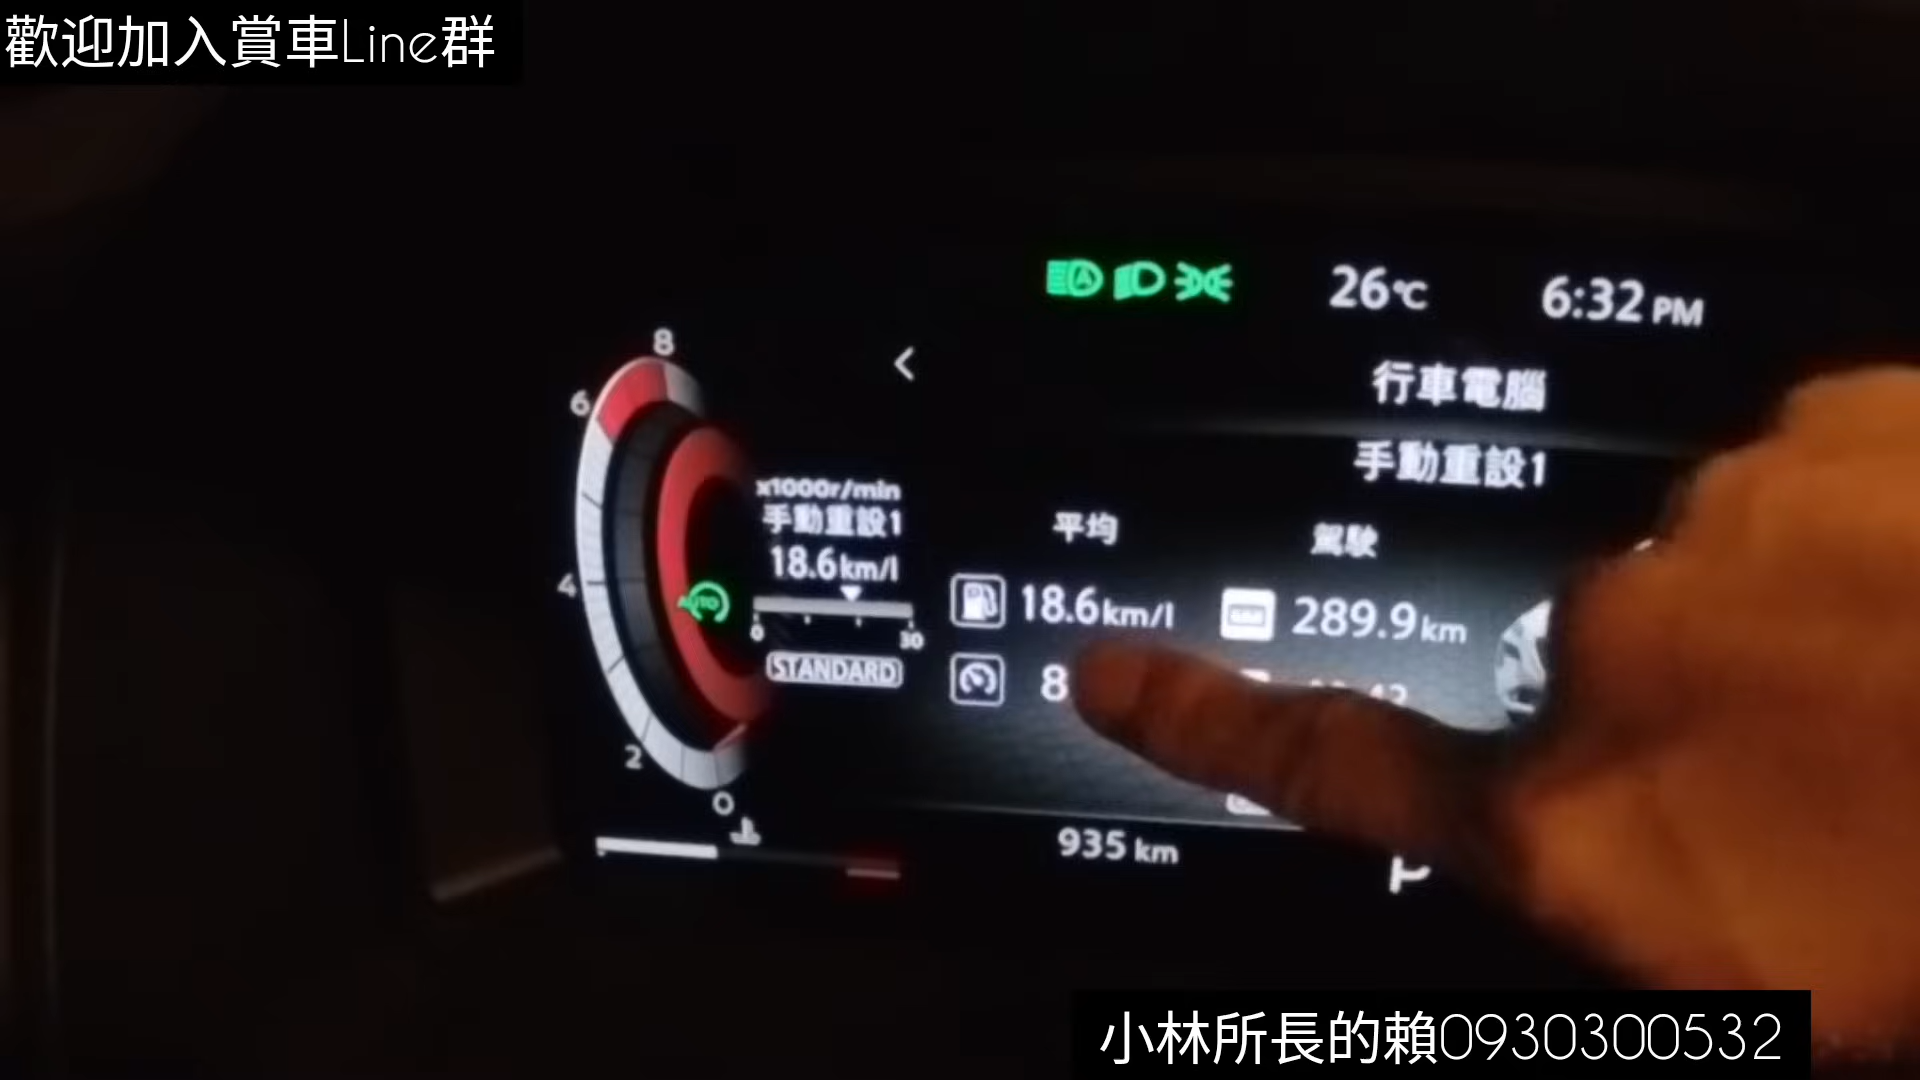 歡迎加入賞車Line群
26℃
6:32 PM
行車電腦
手動重設1
平均
駕駛
18.6km/l
289.9km
8
935 km
8
6
4
2
0
x1000r/min
手動重設1
18.6km/l
AUTO
0
30
STANDARD
小林所長的賴0930300532